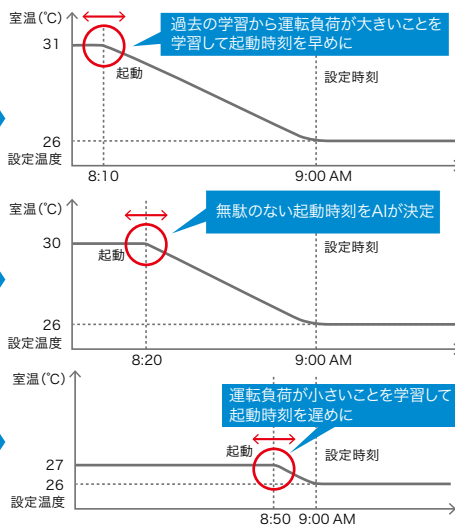 室温(℃)
過去の学習から運転負荷が大きいことを
学習して起動時刻を早めに
31
起動
設定時刻
26
設定温度
8:10
9:00 AM
室温(℃)
無駄のない起動時刻をAIが決定
30
起動
設定時刻
26
設定温度
8:20
9:00 AM
室温(℃)
運転負荷が小さいことを学習して
起動時刻を遅めに
起動
設定時刻
27
26
設定温度
8:50 9:00 AM